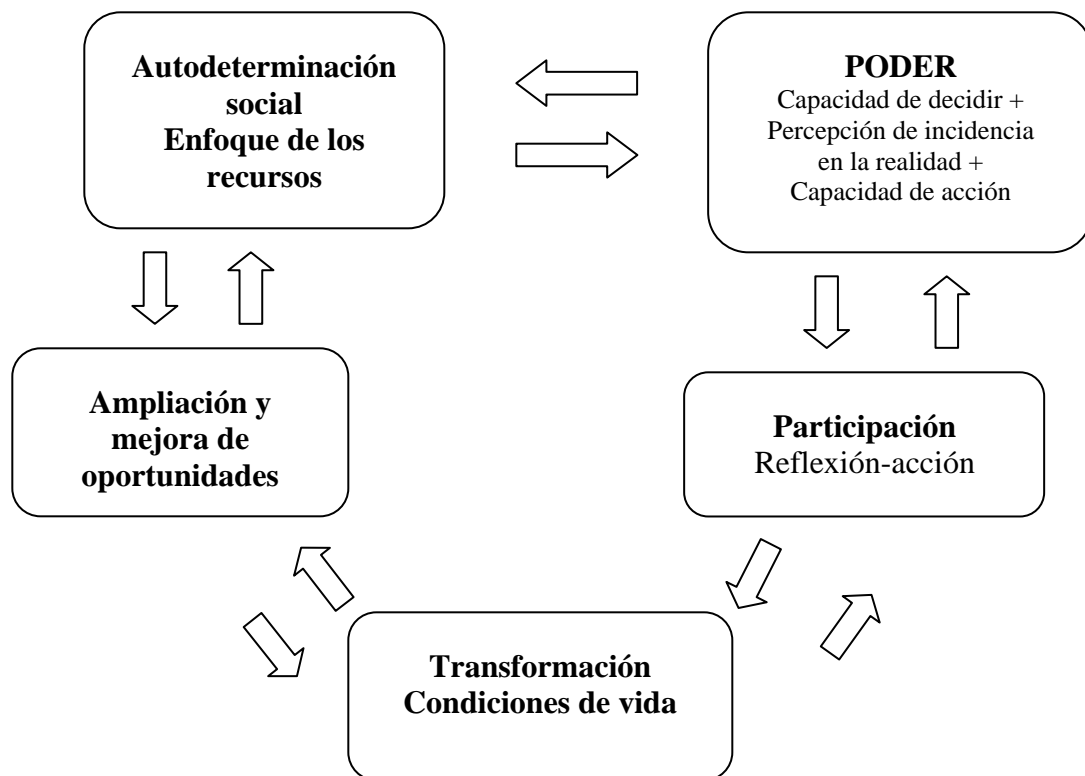 Autodeterminación
social
Enfoque de los
recursos
PODER
Capacidad de decidir +
Percepción de incidencia
en la realidad +
Capacidad de acción
Ampliación y
mejora de
oportunidades
Participación
Reflexión-acción
Transformación
Condiciones de vida